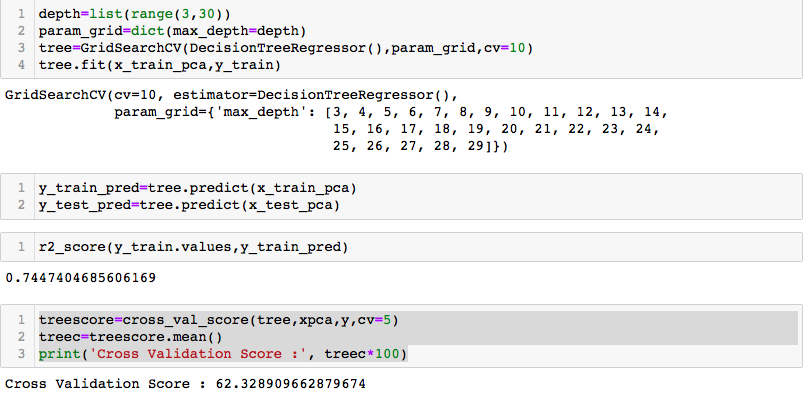 1 depth=list(range(3,30))
2 param_grid=dict(max_depth=depth)
3 tree=GridSearchCV(DecisionTreeRegressor(),param_grid,cv=10)
4 tree.fit(x_train_pca,y_train)
GridSearchCV(cv=10, estimator=DecisionTreeRegressor(),
param_grid={'max_depth': [3, 4, 5, 6, 7, 8, 9, 10, 11, 12, 13, 14,
15, 16, 17, 18, 19, 20, 21, 22, 23, 24,
25, 26, 27, 28, 29]})
1 y_train_pred=tree.predict(x_train_pca)
2 y_test_pred=tree.predict(x_test_pca)
1 r2_score(y_train.values,y_train_pred)
0.7447404685606169
1 treescore=cross_val_score(tree,xpca,y,cv=5)
2 treec=treescore.mean()
3 print('Cross Validation Score :', treec*100)
Cross Validation Score : 62.328909662879674